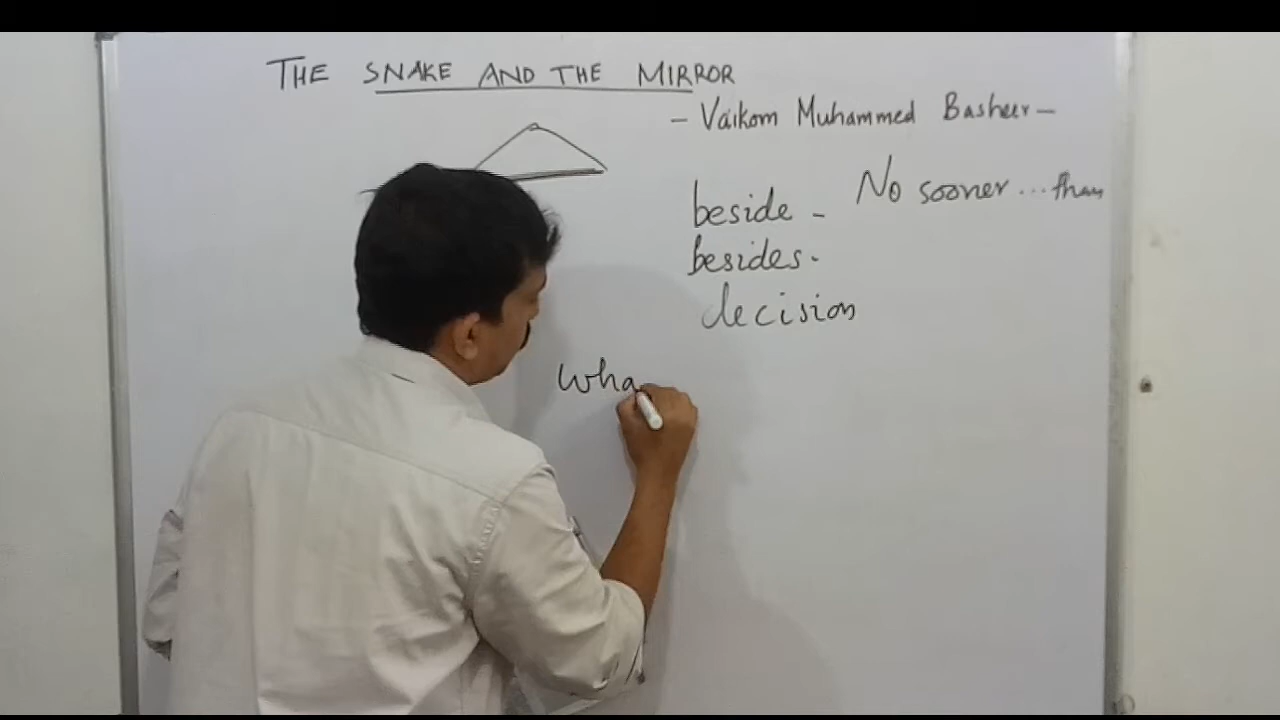 THE SNAKE AND THE MIRROR
- Vaikom Muhammed Basheer -
beside - No sooner ... than
besides.
decision
Wha